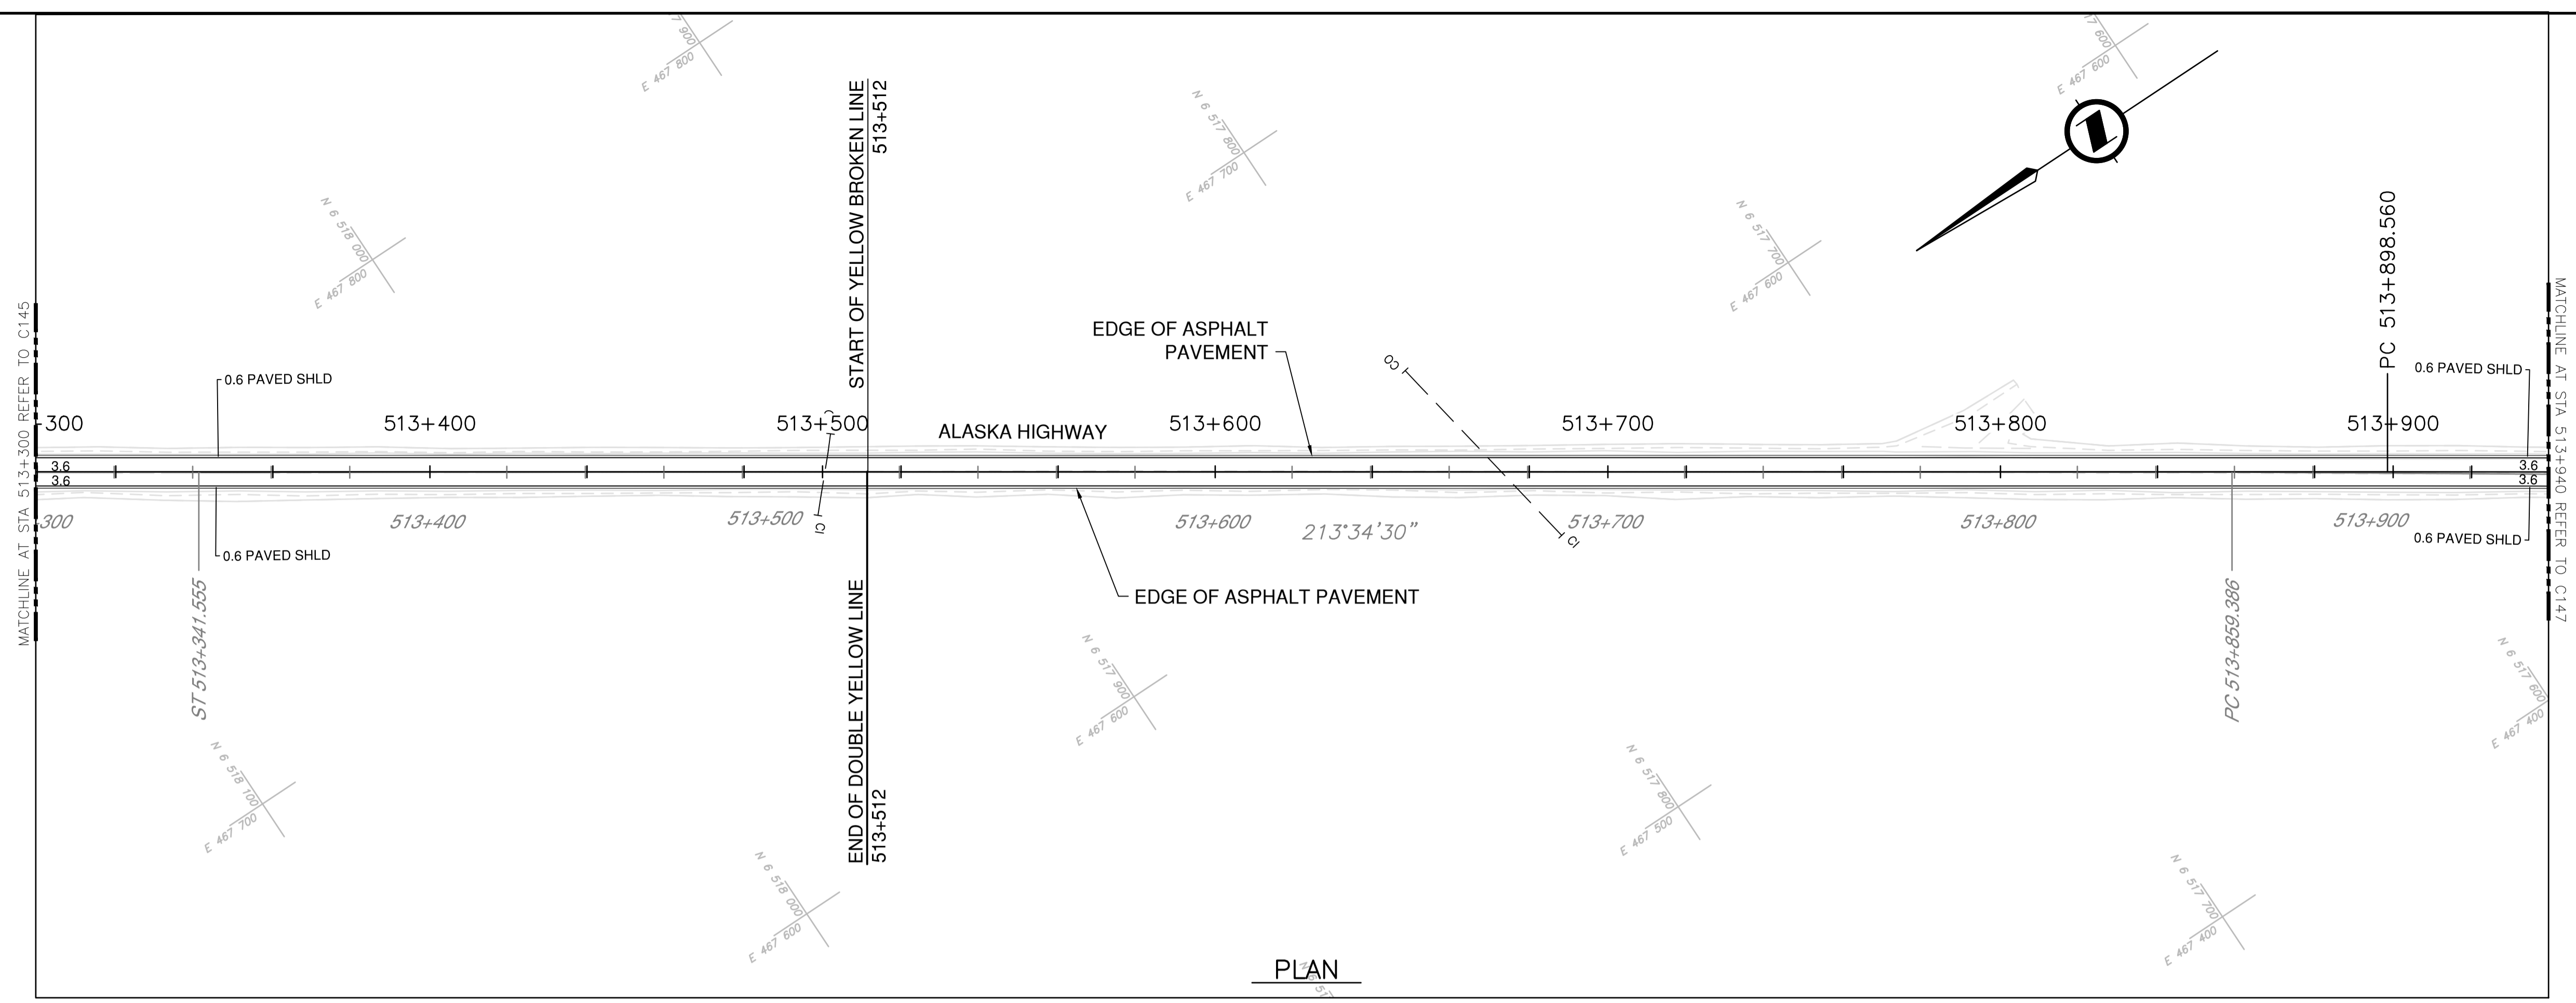 N 6 517 900
E 467 800
17 600
E 467 600
N 6 517 800
E 467 700
N 6 518 000
E 467 800
N 6 517 700
E 467 600
START OF YELLOW BROKEN LINE
513+512
PC 513+898.560
EDGE OF ASPHALT
PAVEMENT
CO
0.6 PAVED SHLD
0.6 PAVED SHLD
300
513+400
513+500
513+600
513+700
513+800
513+900
ALASKA HIGHWAY
MATCHLINE AT STA 513+300 REFER TO C145
MATCHLINE AT STA 513+940 REFER TO C147
3.6
3.6
3.6
3.6
300
513+400
513+500
CI
513+600
213°34'30"
513+700
CI
513+800
513+900
0.6 PAVED SHLD
0.6 PAVED SHLD
ST 513+341.555
END OF DOUBLE YELLOW LINE
513+512
EDGE OF ASPHALT PAVEMENT
PC 513+859.386
N 6 517 900
E 467 600
N 6 517 600
E 467 400
N 6 518 100
E 467 700
N 6 517 800
E 467 500
N 6 518 000
E 467 600
N 6 517 700
E 467 400
PLAN